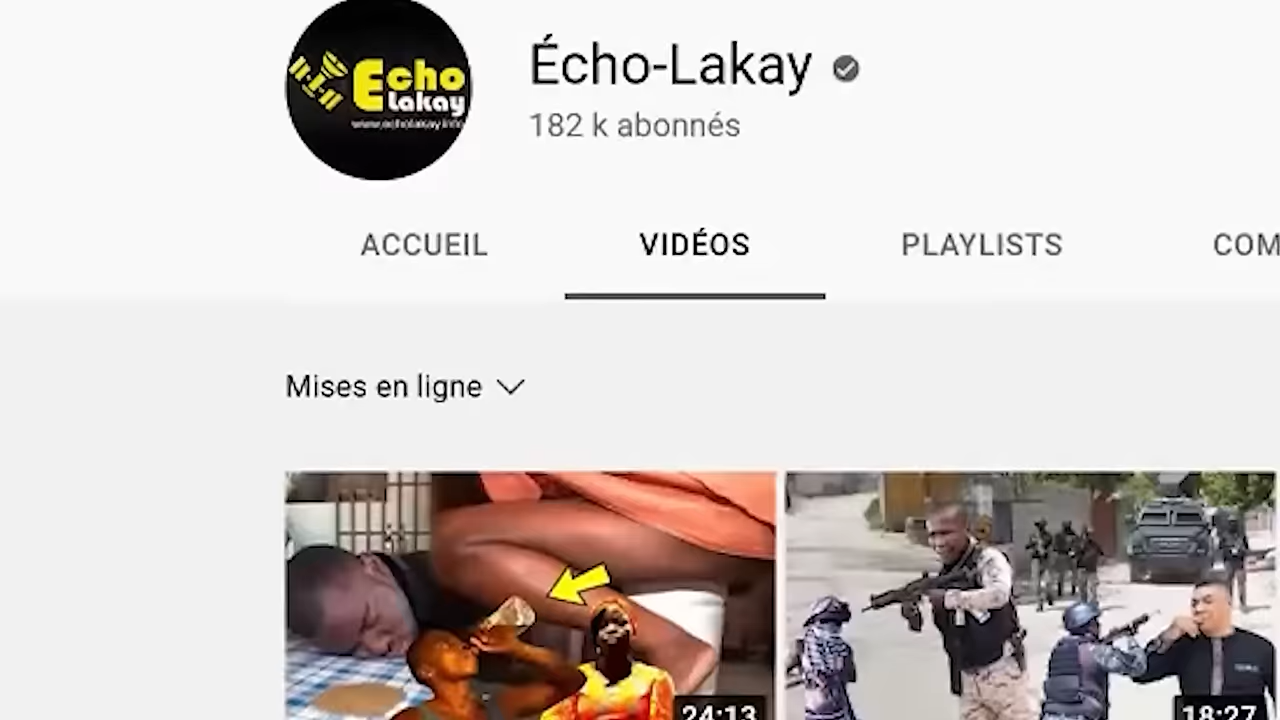 Echo
Lakay
www.echolakay.info
Écho-Lakay
182 k abonnés
ACCUEIL
VIDÉOS
PLAYLISTS
COM
Mises en ligne
24:13
18:27